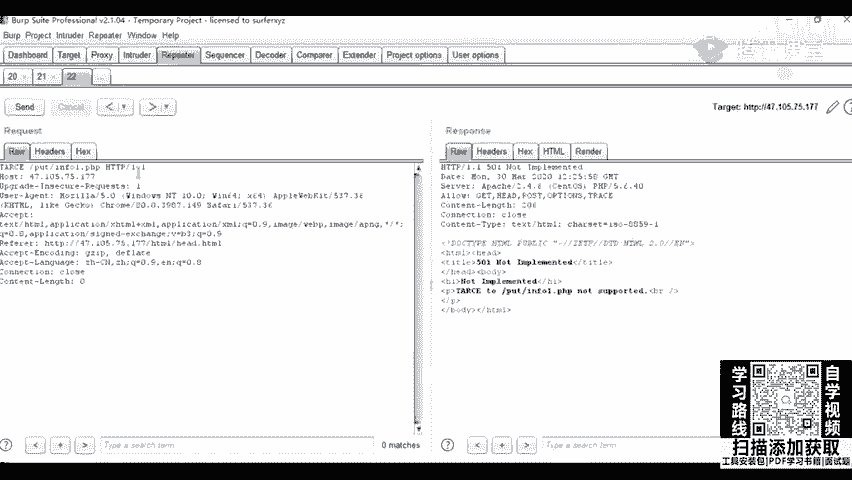 Burp Suite Professional v2.1.04 - Temporary Project - licensed to surferxyz
Burp Project Intruder Repeater Window Help
Dashboard Target Proxy Intruder Repeater Sequencer Decoder Comparer Extender Project options User options
20 21 22 ...
Send Cancel < > Target: http://47.105.75.177
Request
Raw Headers Hex
TARCE /put/info1.php HTTP/1.1
Host: 47.105.75.177
Upgrade-Insecure-Requests: 1
User-Agent: Mozilla/5.0 (Windows NT 10.0; Win64; x64) AppleWebKit/537.36
(KHTML, like Gecko) Chrome/80.0.3987.149 Safari/537.36
Accept:
text/html,application/xhtml+xml,application/xml;q=0.9,image/webp,image/apng,*/*;
q=0.8,application/signed-exchange;v=b3;q=0.9
Referer: http://47.105.75.177/html/head.html
Accept-Encoding: gzip, deflate
Accept-Language: zh-CN,zh;q=0.9,en;q=0.8
Connection: close
Content-Length: 0
? < + > Type a search term 0 matches
Response
Raw Headers Hex HTML Render
HTTP/1.1 501 Not Implemented
Date: Mon, 30 Mar 2020 12:25:58 GMT
Server: Apache/2.4.6 (CentOS) PHP/5.6.40
Allow: GET,HEAD,POST,OPTIONS,TRACE
Content-Length: 206
Connection: close
Content-Type: text/html; charset=iso-8859-1
<!DOCTYPE HTML PUBLIC "-//IETF//DTD HTML 2.0//EN">
<html><head>
<title>501 Not Implemented</title>
</head><body>
<h1>Not Implemented</h1>
<p>TARCE to /put/info1.php not supported.<br />
</p>
</body></html>
? < + > Type a search term
腾讯课堂
学习路线
自学视频
扫描添加获取
工具安装包|PDF学习书籍|面试题